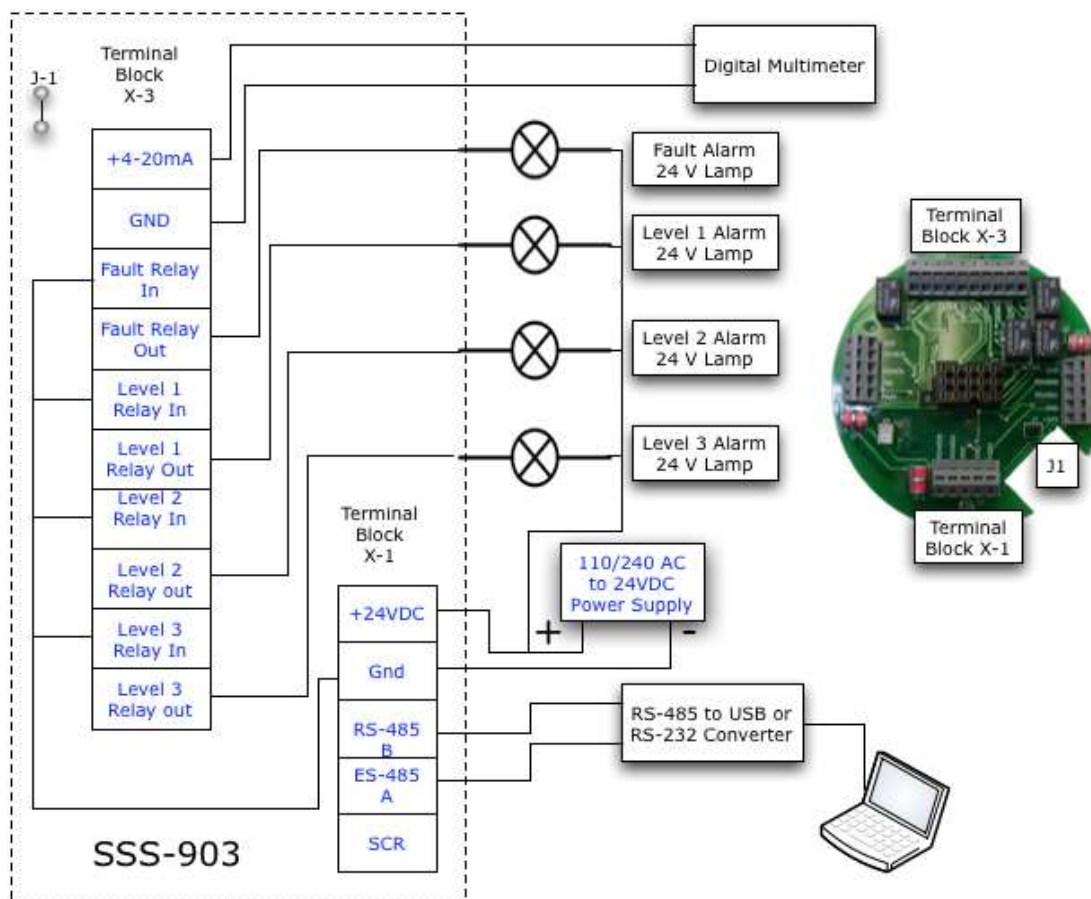 J-1
Terminal
Block
X-3
+4-20mA
GND
Fault Relay
In
Fault Relay
Out
Level 1
Relay In
Level 1
Relay Out
Level 2
Relay In
Level 2
Relay out
Level 3
Relay In
Level 3
Relay out
Digital Multimeter
Fault Alarm
24 V Lamp
Level 1 Alarm
24 V Lamp
Level 2 Alarm
24 V Lamp
Level 3 Alarm
24 V Lamp
Terminal
Block X-3
J1
Terminal
Block X-1
Terminal
Block
X-1
+24VDC
Gnd
RS-485
B
ES-485
A
SCR
110/240 AC
to 24VDC
Power Supply
+
-
RS-485 to USB or
RS-232 Converter
SSS-903